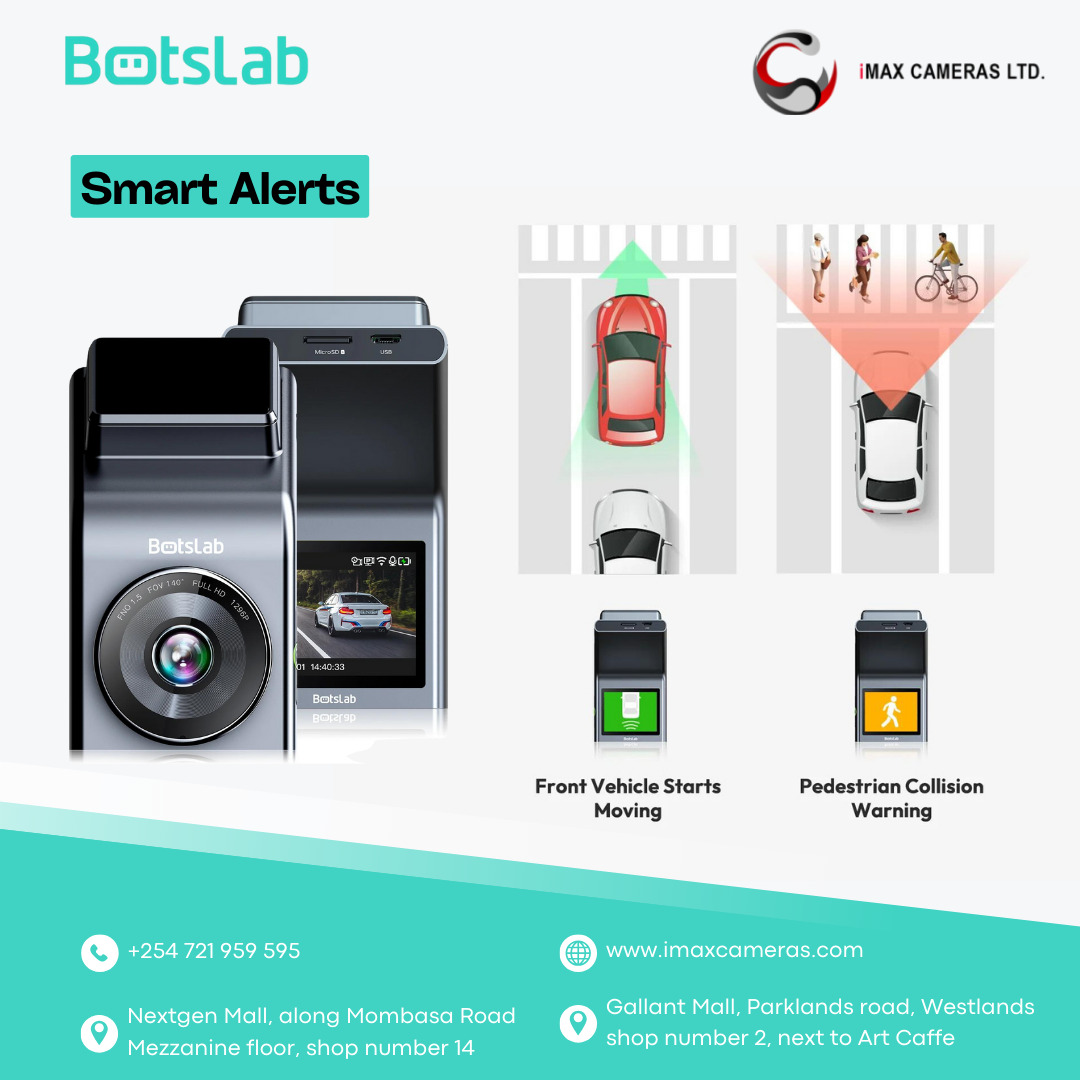 BotsLab
iMAX CAMERAS LTD.
Smart Alerts
MicroSD
USB
BotsLab
FNO 1.5 FOV 140° FULL HD 1296P
01 14:40:33
BotsLab
Front Vehicle Starts
Moving
Pedestrian Collision
Warning
+254 721 959 595
www.imaxcameras.com
Nextgen Mall, along Mombasa Road
Mezzanine floor, shop number 14
Gallant Mall, Parklands road, Westlands
shop number 2, next to Art Caffe